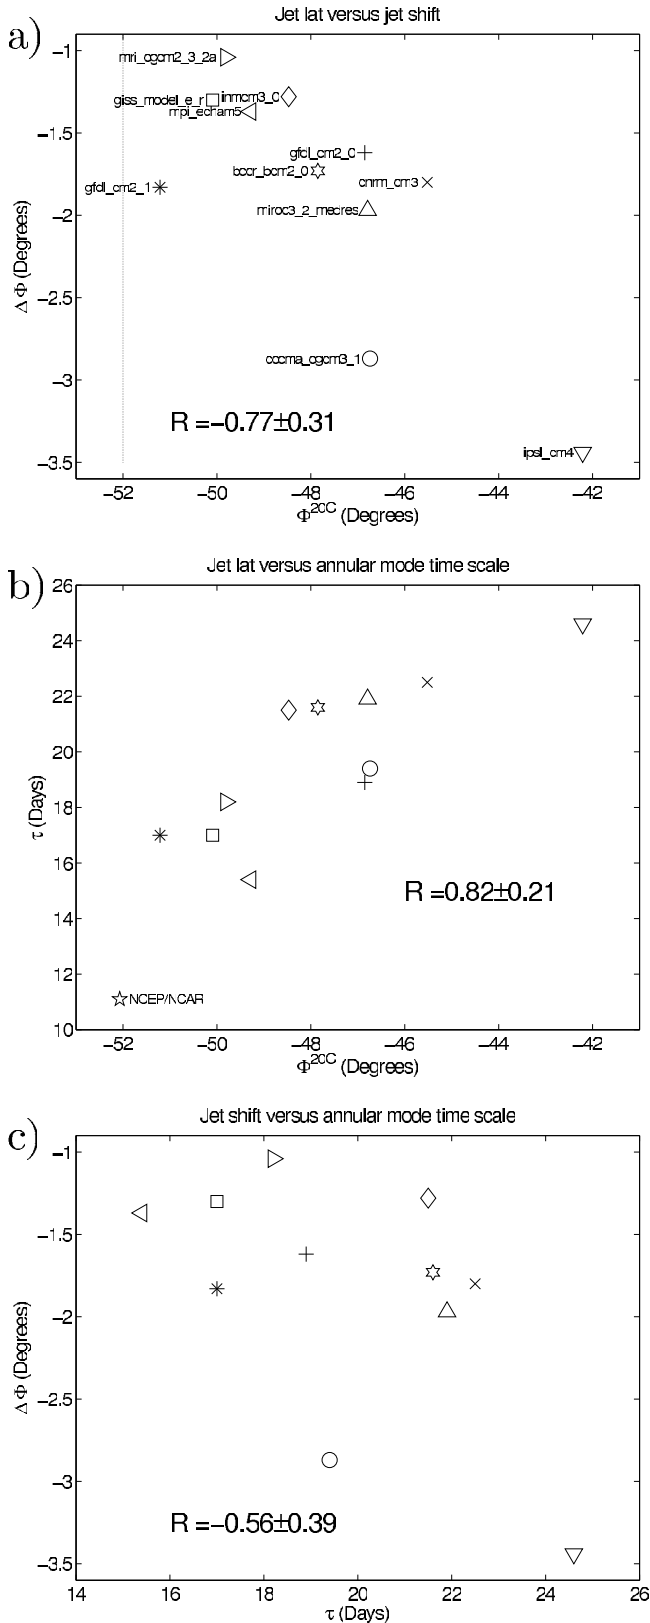 Jet lat versus jet shift
a)
−1
−1.5
−2
−2.5
−3
−3.5
Δ Φ (Degrees)
mri_cgcm2_3_2a
giss_model_e_r
inmcm3_0
mpi_echam5
gfdl_cm2_0
bccr_bcm2_0
cnrm_cm3
gfdl_cm2_1
miroc3_2_medres
cccma_cgcm3_1
ipsl_cm4
R =−0.77±0.31
−52 −50 −48 −46 −44 −42
Φ20C (Degrees)
Jet lat versus annular mode time scale
b)
26
24
22
20
18
16
14
12
10
τ (Days)
R =0.82±0.21
NCEP/NCAR
−52 −50 −48 −46 −44 −42
Φ20C (Degrees)
Jet shift versus annular mode time scale
c)
−1
−1.5
−2
−2.5
−3
−3.5
Δ Φ (Degrees)
R =−0.56±0.39
14 16 18 20 22 24 26
τ (Days)